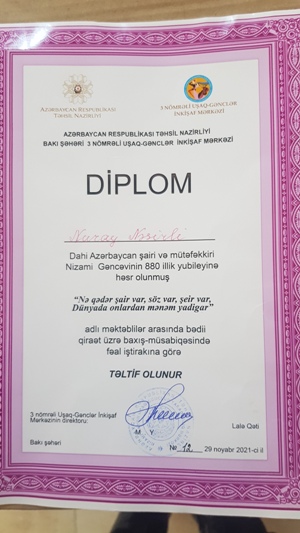 AZƏRBAYCAN RESPUBLİKASI
TƏHSİL NAZİRLİYİ
3 NÖMRƏLİ UŞAQ-GƏNCLƏR
İNKİŞAF MƏRKƏZİ
AZƏRBAYCAN RESPUBLİKASI TƏHSİL NAZİRLİYİ
BAKI ŞƏHƏRİ 3 NÖMRƏLİ UŞAQ-GƏNCLƏR İNKİŞAF MƏRKƏZİ
DİPLOM
Nuray Nəsirli
Dahi Azərbaycan şairi və mütəfəkkiri
Nizami Gəncəvinin 880 illik yubileyinə
həsr olunmuş
“Nə qədər şair var, söz var, şeir var,
Dünyada onlardan mənəm yadigar”
adlı məktəblilər arasında bədii
qiraət üzrə baxış-müsabiqəsində
fəal iştirakına görə
TƏLTİF OLUNUR
3 nömrəli Uşaq-Gənclər İnkişaf
Mərkəzinin direktoru:
Lalə Qəti
M Y
Bakı şəhəri
№ 12 29 noyabr 2021-ci il